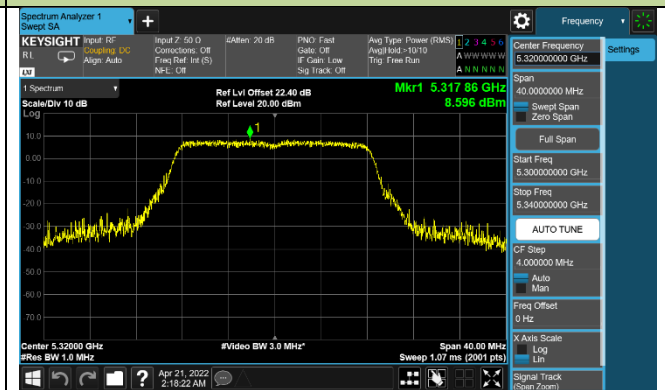 Spectrum Analyzer 1
Swept SA
+
Frequency
KEYSIGHT
RL
LXI
Input: RF
Coupling: DC
Align: Auto
Input Z: 50 Ω
Corrections: Off
Freq Ref: Int (S)
NFE: Off
#Atten: 20 dB
PNO: Fast
Gate: Off
IF Gain: Low
Sig Track: Off
Avg Type: Power (RMS)
Avg|Hold:>10/10
Trig: Free Run
1 2 3 4 5 6
A W W W W W
A N N N N N
1 Spectrum
Scale/Div 10 dB
Log
Ref Lvl Offset 22.40 dB
Ref Level 20.00 dBm
Mkr1 5.317 86 GHz
8.596 dBm
1
10.0
0.00
-10.0
-20.0
-30.0
-40.0
-50.0
-60.0
-70.0
Center 5.32000 GHz
#Res BW 1.0 MHz
#Video BW 3.0 MHz*
Span 40.00 MHz
Sweep 1.07 ms (2001 pts)
Center Frequency
5.320000000 GHz
Settings
Span
40.0000000 MHz
Swept Span
Zero Span
Full Span
Start Freq
5.300000000 GHz
Stop Freq
5.340000000 GHz
AUTO TUNE
CF Step
4.000000 MHz
Auto
Man
Freq Offset
0 Hz
X Axis Scale
Log
Lin
Signal Track
(Span Zoom)
?
Apr 21, 2022
2:18:22 AM